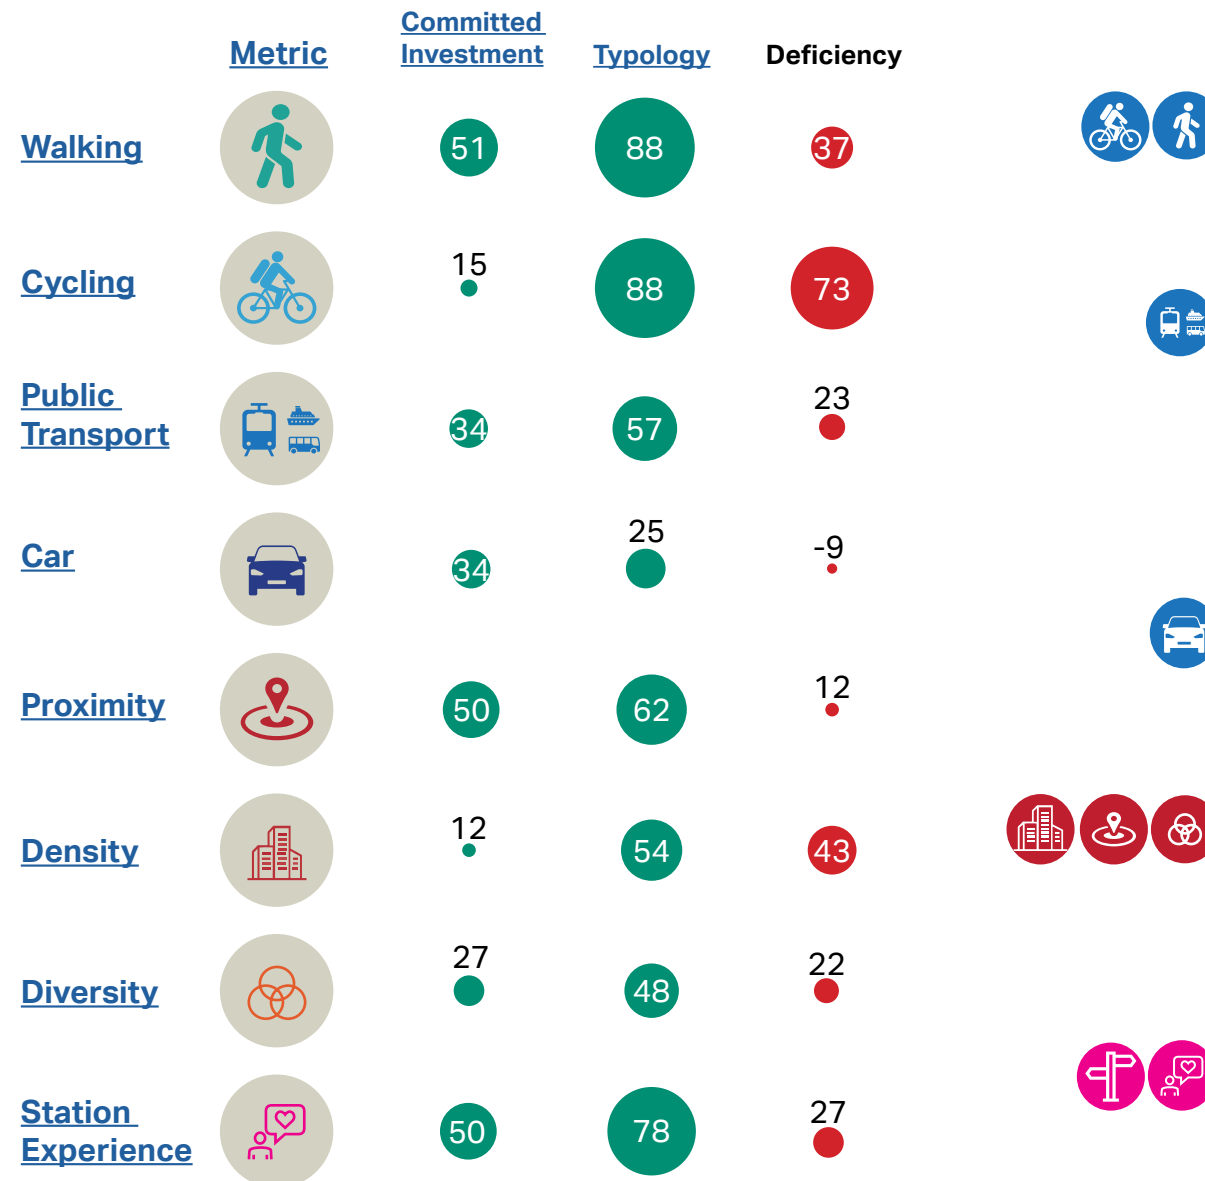 Metric
Committed
Investment
Typology
Deficiency
Walking
51
88
37
Cycling
15
88
73
Public
Transport
34
57
23
Car
34
25
-9
Proximity
50
62
12
Density
12
54
43
Diversity
27
48
22
Station
Experience
50
78
27